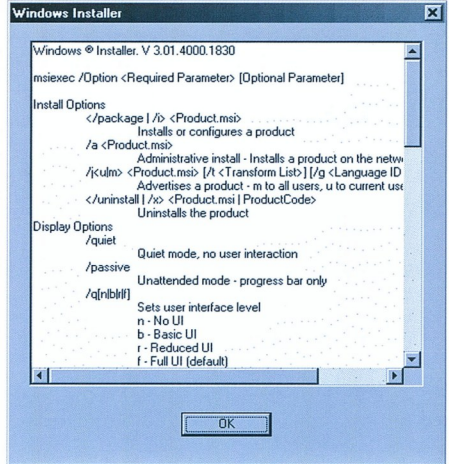 Windows Installer
Windows ® Installer. V 3.01.4000.1830
msiexec /Option <Required Parameter> [Optional Parameter]
Install Options
</package | /i> <Product.msi>
Installs or configures a product
/a <Product.msi>
Administrative install - Installs a product on the netw
/j<u|m> <Product.msi> [/t <Transform List>] [/g <Language ID
Advertises a product - m to all users, u to current use
</uninstall | /x> <Product.msi | ProductCode>
Uninstalls the product
Display Options
/quiet
Quiet mode, no user interaction
/passive
Unattended mode - progress bar only
/q[n|b|r|f]
Sets user interface level
n - No UI
b - Basic UI
r - Reduced UI
f - Full UI (default)
OK